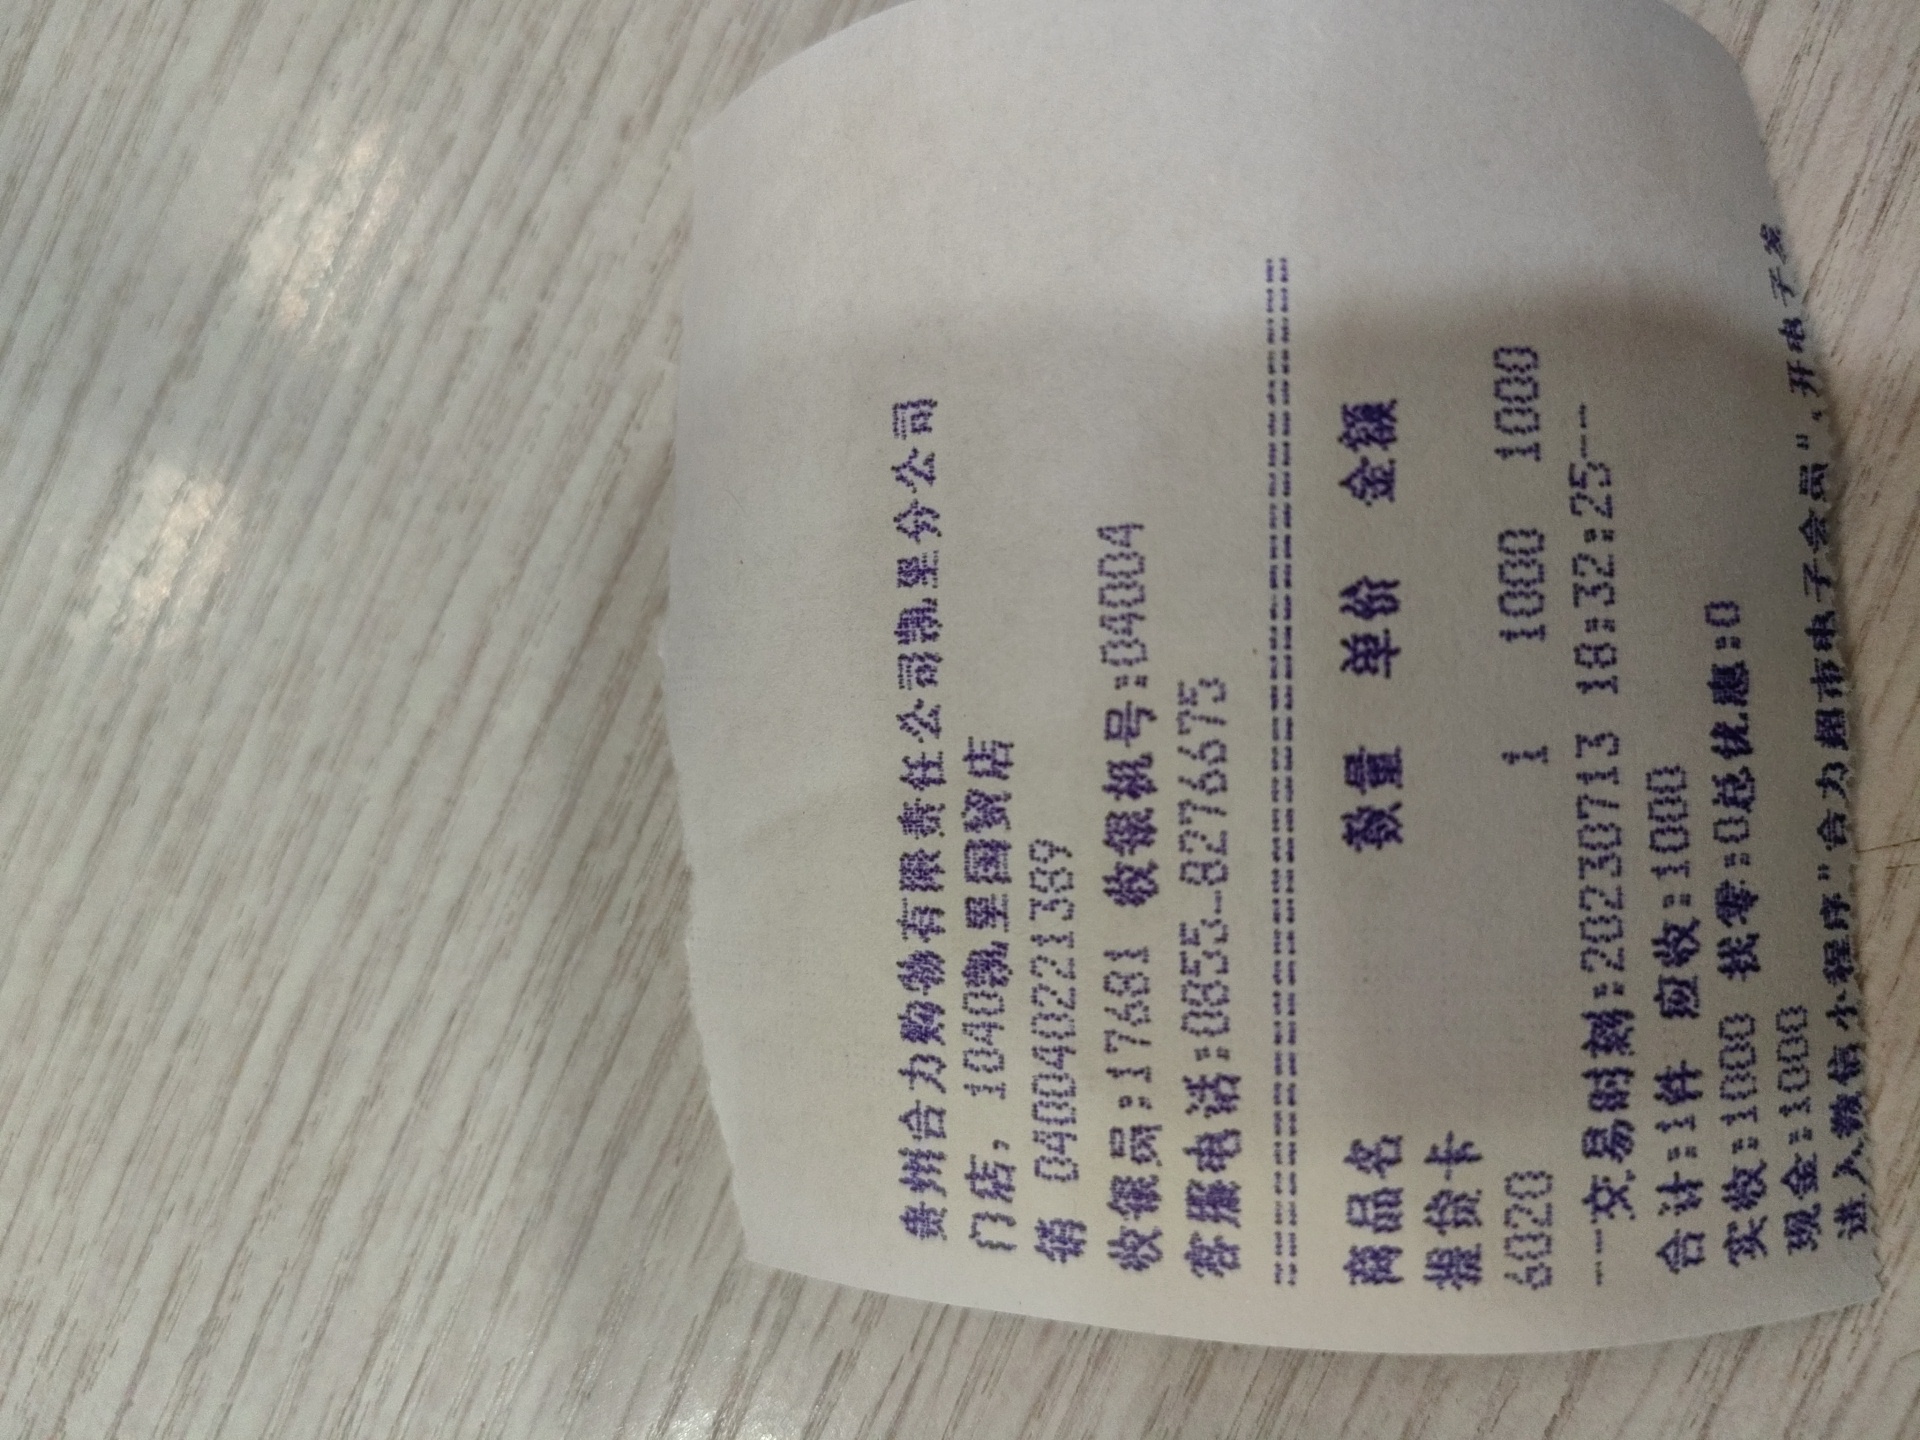 贵州合力购物有限责任公司凯里分公司
门店, 1040凯里国贸店
销 040040221389
收银员:17681 收银机号:04004
客服电话:0855-8276675
================================
商品名 数量 单价 金额
提货卡
6020 1 1000 1000
--交易时刻:20230713 18:32:25--
合计:1件 应收:1000
实收:1000 找零:0总优惠:0
现金:1000
进入微信小程序"合力超市电子会员",开电子发